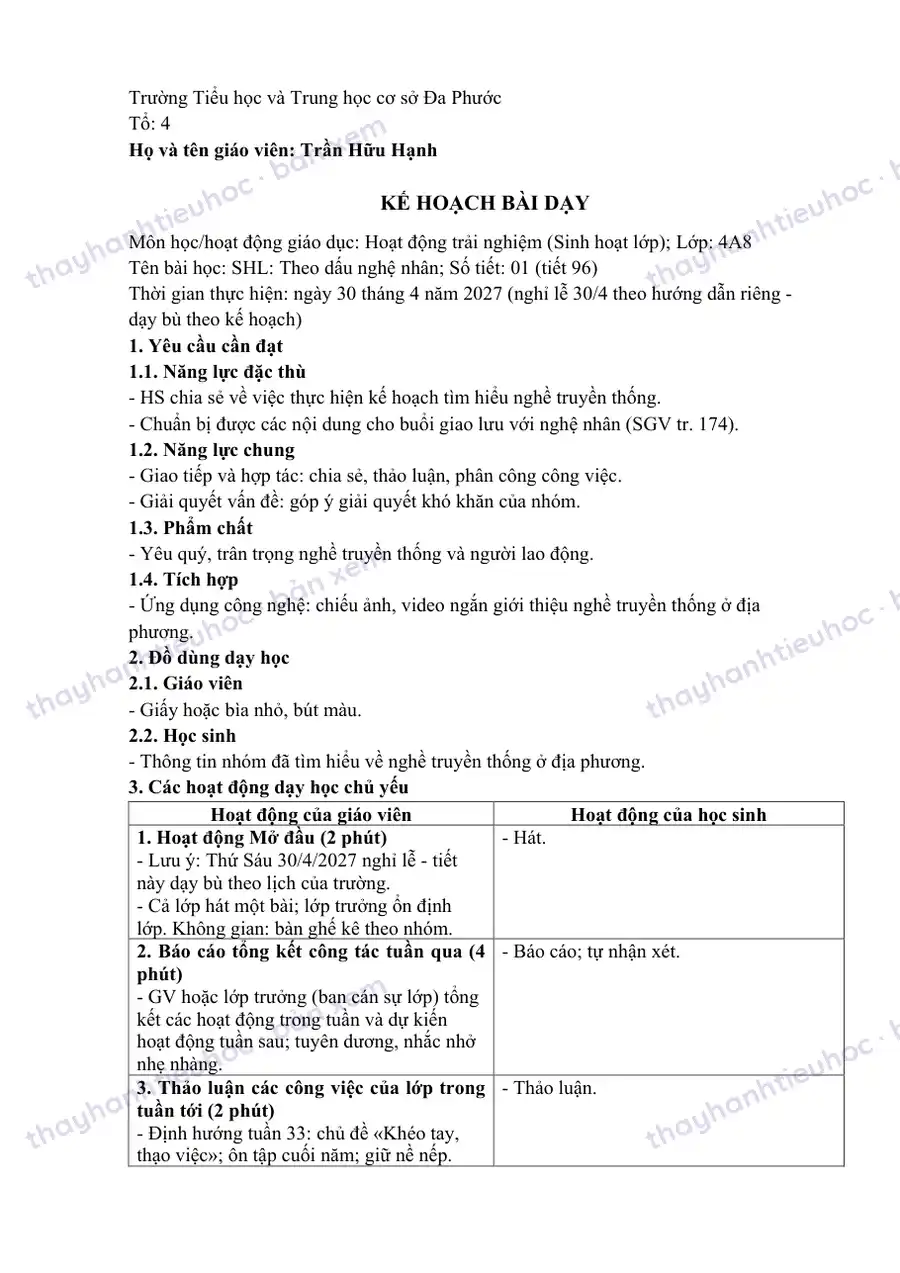 Trường Tiểu học và Trung học cơ sở Đa Phước
Tổ: 4
Họ và tên giáo viên: Trần Hữu Hạnh
KẾ HOẠCH BÀI DẠY
Môn học/hoạt động giáo dục: Hoạt động trải nghiệm (Sinh hoạt lớp); Lớp: 4A8
Tên bài học: SHL: Theo dấu nghệ nhân; Số tiết: 01 (tiết 96)
Thời gian thực hiện: ngày 30 tháng 4 năm 2027 (nghỉ lễ 30/4 theo hướng dẫn riêng -
dạy bù theo kế hoạch)
1. Yêu cầu cần đạt
1.1. Năng lực đặc thù
- HS chia sẻ về việc thực hiện kế hoạch tìm hiểu nghề truyền thống.
- Chuẩn bị được các nội dung cho buổi giao lưu với nghệ nhân (SGV tr. 174).
1.2. Năng lực chung
- Giao tiếp và hợp tác: chia sẻ, thảo luận, phân công công việc.
- Giải quyết vấn đề: góp ý giải quyết khó khăn của nhóm.
1.3. Phẩm chất
- Yêu quý, trân trọng nghề truyền thống và người lao động.
1.4. Tích hợp
- Ứng dụng công nghệ: chiếu ảnh, video ngắn giới thiệu nghề truyền thống ở địa
phương.
2. Đồ dùng dạy học
2.1. Giáo viên
- Giấy hoặc bìa nhỏ, bút màu.
2.2. Học sinh
- Thông tin nhóm đã tìm hiểu về nghề truyền thống ở địa phương.
3. Các hoạt động dạy học chủ yếu
Hoạt động của giáo viên
Hoạt động của học sinh
1. Hoạt động Mở đầu (2 phút)
- Lưu ý: Thứ Sáu 30/4/2027 nghỉ lễ - tiết
này dạy bù theo lịch của trường.
- Cả lớp hát một bài; lớp trưởng ổn định
lớp. Không gian: bàn ghế kê theo nhóm.
- Hát.
2. Báo cáo tổng kết công tác tuần qua (4
phút)
- GV hoặc lớp trưởng (ban cán sự lớp) tổng
kết các hoạt động trong tuần và dự kiến
hoạt động tuần sau; tuyên dương, nhắc nhở
nhẹ nhàng.
- Báo cáo; tự nhận xét.
3. Thảo luận các công việc của lớp trong
tuần tới (2 phút)
- Định hướng tuần 33: chủ đề «Khéo tay,
thạo việc»; ôn tập cuối năm; giữ nề nếp.
- Thảo luận.
thayhanhtieuhoc · bản xem
thayhanhtieuhoc · b
thayhanhtieuhoc · bản xem
thayhanhtieuhoc · b
thayhanhtieuhoc · bản xem
thayhanhtieuhoc · b